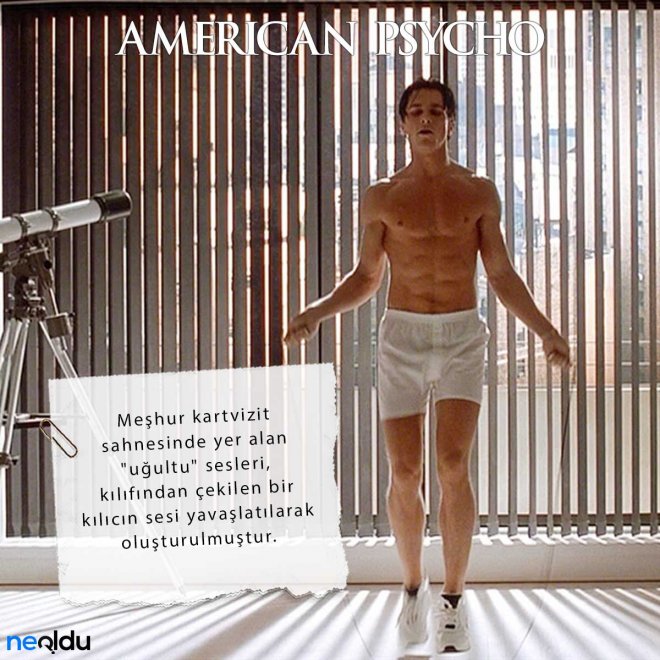 AMERICAN PSYCHO
Meşhur kartvizit
sahnesinde yer alan
"uğultu" sesleri,
kılıfından çekilen bir
kılıcın sesi yavaşlatılarak
oluşturulmuştur.
neoldu